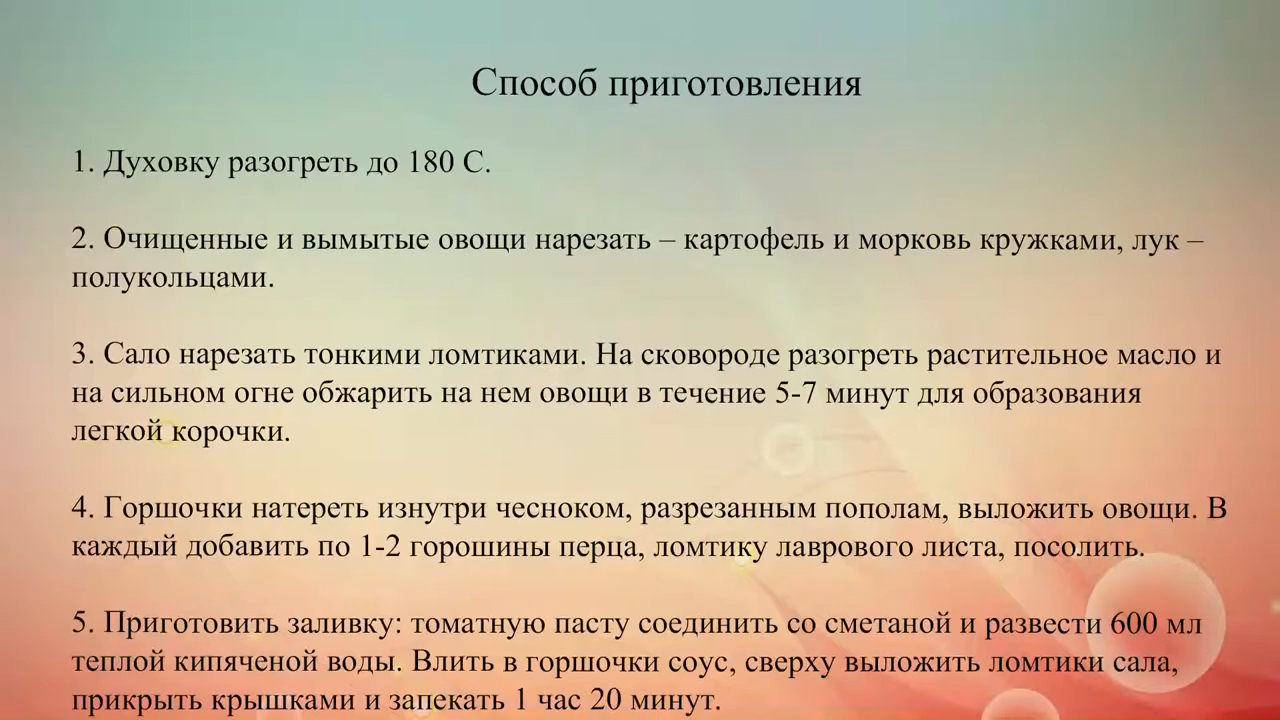 Способ приготовления
1. Духовку разогреть до 180 С.
2. Очищенные и вымытые овощи нарезать – картофель и морковь кружками, лук –
полукольцами.
3. Сало нарезать тонкими ломтиками. На сковороде разогреть растительное масло и
на сильном огне обжарить на нем овощи в течение 5-7 минут для образования
легкой корочки.
4. Горшочки натереть изнутри чесноком, разрезанным пополам, выложить овощи. В
каждый добавить по 1-2 горошины перца, ломтику лаврового листа, посолить.
5. Приготовить заливку: томатную пасту соединить со сметаной и развести 600 мл
теплой кипяченой воды. Влить в горшочки соус, сверху выложить ломтики сала,
прикрыть крышками и запекать 1 час 20 минут.